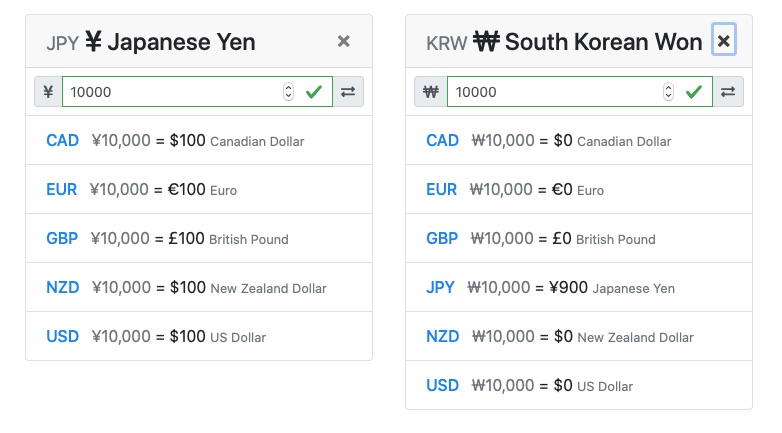 JPY ¥ Japanese Yen ×
¥ 10000
CAD ¥10,000 = $100 Canadian Dollar
EUR ¥10,000 = €100 Euro
GBP ¥10,000 = £100 British Pound
NZD ¥10,000 = $100 New Zealand Dollar
USD ¥10,000 = $100 US Dollar
KRW ₩ South Korean Won ×
₩ 10000
CAD ₩10,000 = $0 Canadian Dollar
EUR ₩10,000 = €0 Euro
GBP ₩10,000 = £0 British Pound
JPY ₩10,000 = ¥900 Japanese Yen
NZD ₩10,000 = $0 New Zealand Dollar
USD ₩10,000 = $0 US Dollar